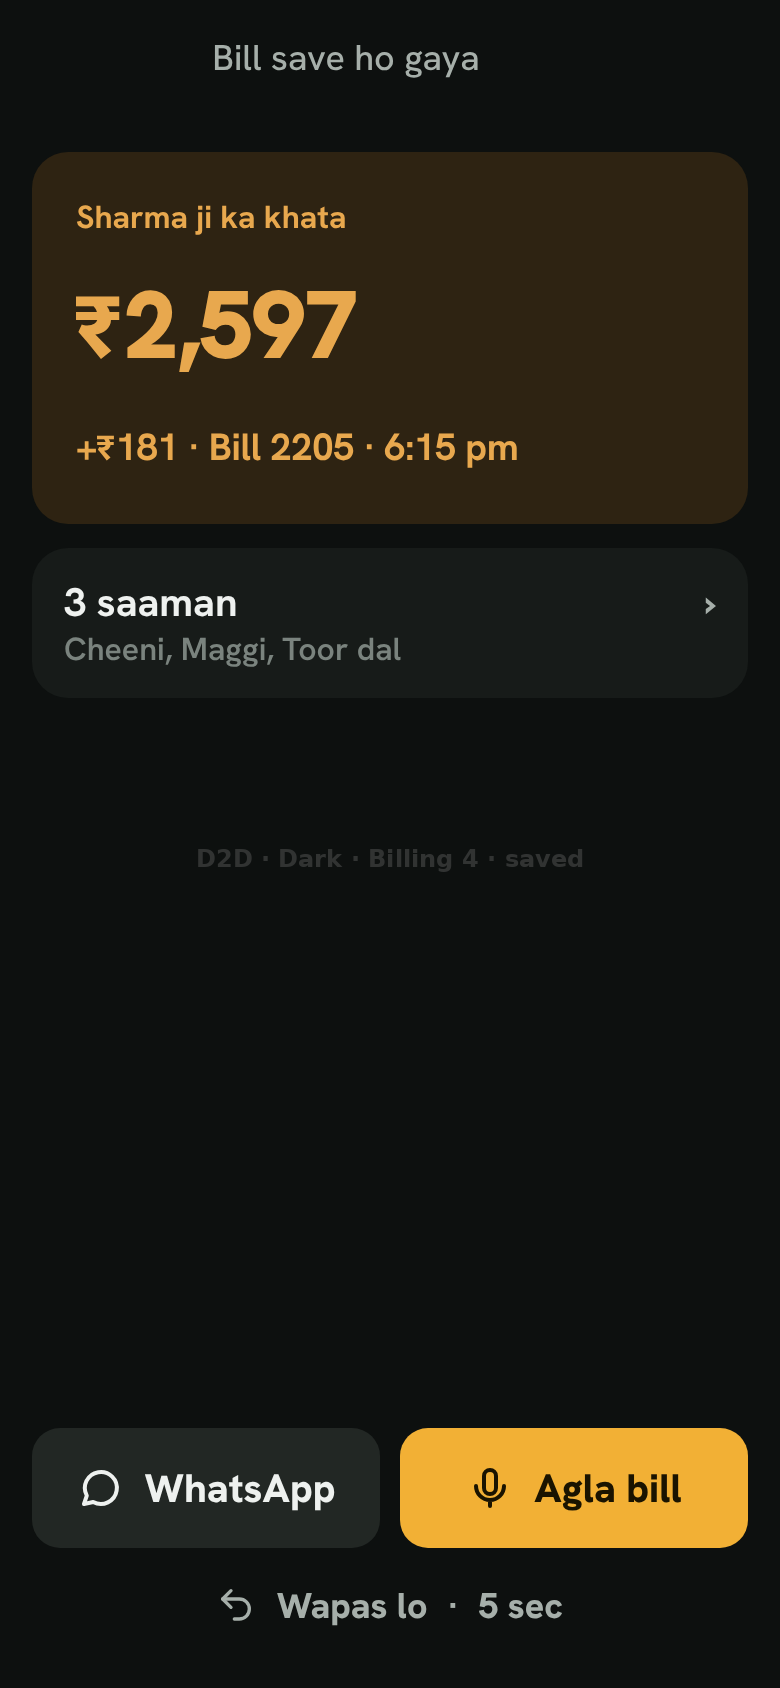 Bill save ho gaya
Sharma ji ka khata
₹2,597
+₹181 · Bill 2205 · 6:15 pm
3 saaman
Cheeni, Maggi, Toor dal
D2D · Dark · Billing 4 · saved
WhatsApp
Agla bill
Wapas lo · 5 sec